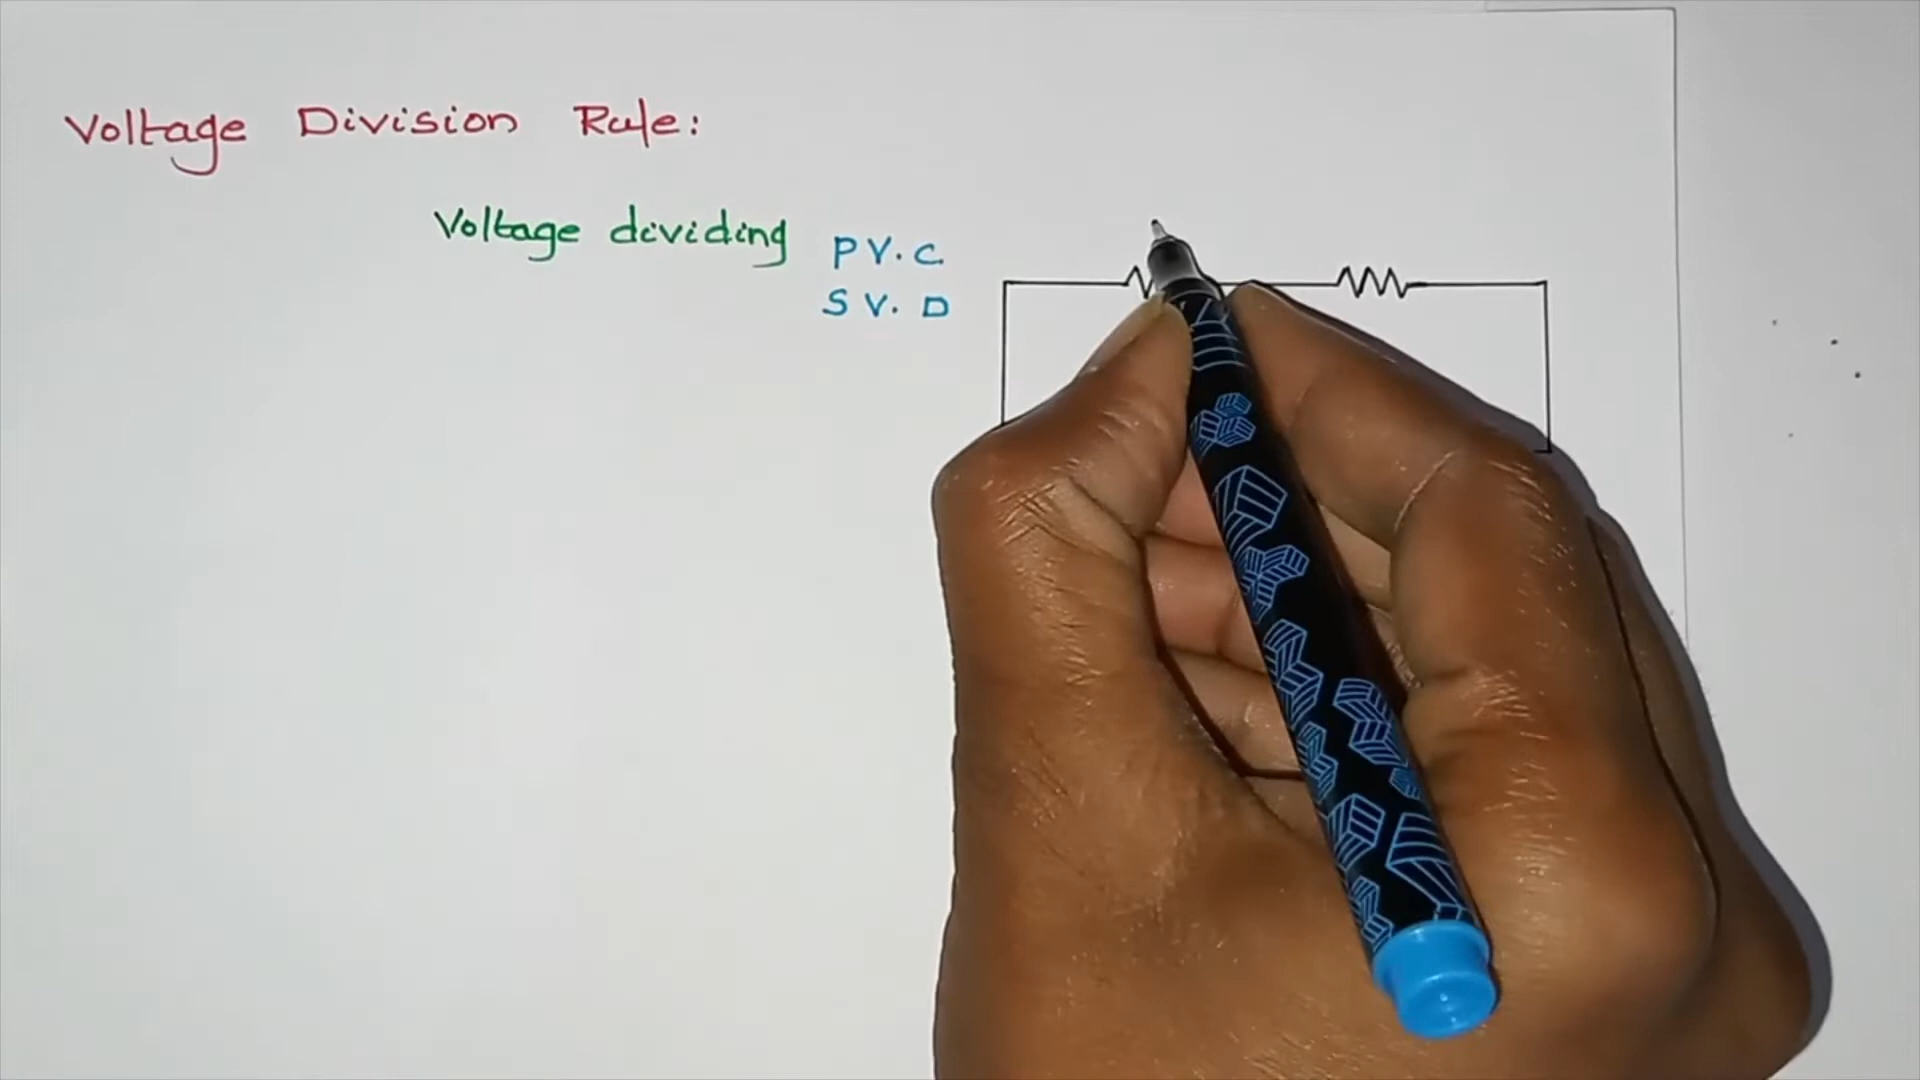 Voltage Division Rule:
Voltage dividing
P V. C
S V. D